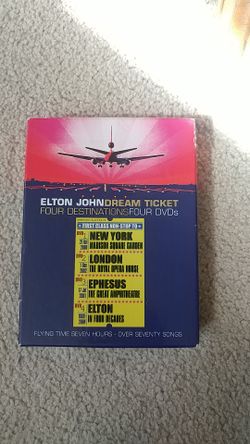 ELTON JOHN DREAM TICKET
FOUR DESTINATIONS FOUR DVDs
FIRST CLASS NON-STOP TO
NEW YORK
MADISON SQUARE GARDEN
LONDON
THE ROYAL OPERA HOUSE
EPHESUS
THE GREAT AMPHITHEATRE
ELTON
IN FOUR DECADES
FLYING TIME SEVEN HOURS - OVER SEVENTY SONGS